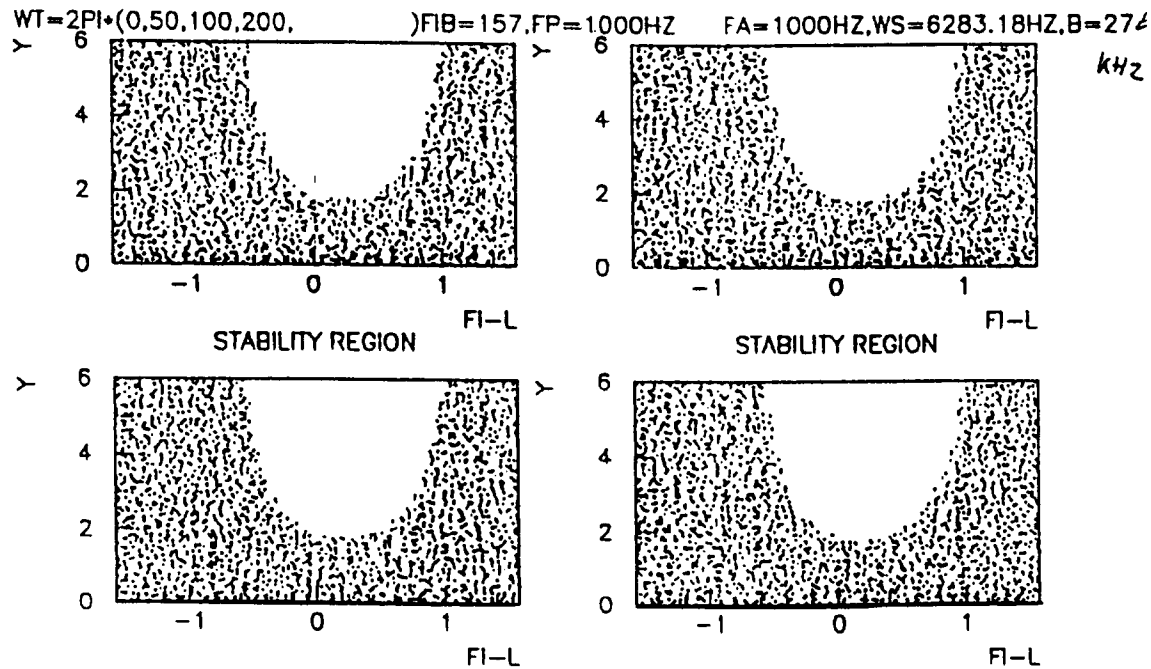 WT=2PI*(0,50,100,200, )FIB=157,FP=1000HZ FA=1000HZ,WS=6283.18HZ,B=27
kHz
Y 6 4 2 0
-1 0 1
FI-L
Y 6 4 2 0
-1 0 1
FI-L
STABILITY REGION
STABILITY REGION
Y 6 4 2 0
-1 0 1
FI-L
Y 6 4 2 0
-1 0 1
FI-L